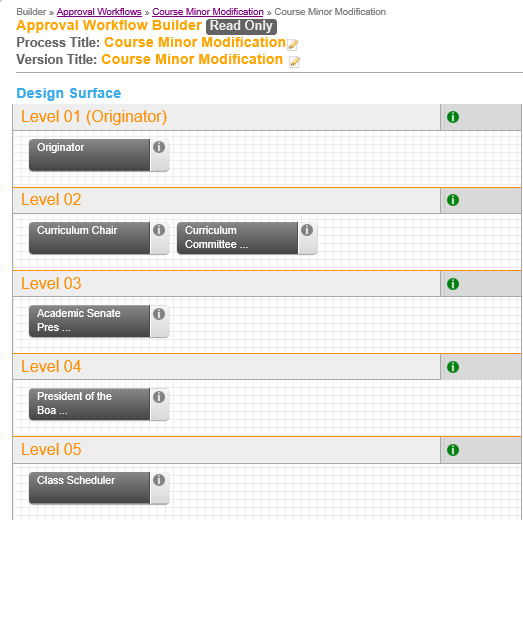 Builder » Approval Workflows » Course Minor Modification » Course Minor Modification
Approval Workflow Builder Read Only
Process Title: Course Minor Modification
Version Title: Course Minor Modification
Design Surface
Level 01 (Originator)
Originator
Level 02
Curriculum Chair
Curriculum
Committee ...
Level 03
Academic Senate
Pres ...
Level 04
President of the
Boa ...
Level 05
Class Scheduler